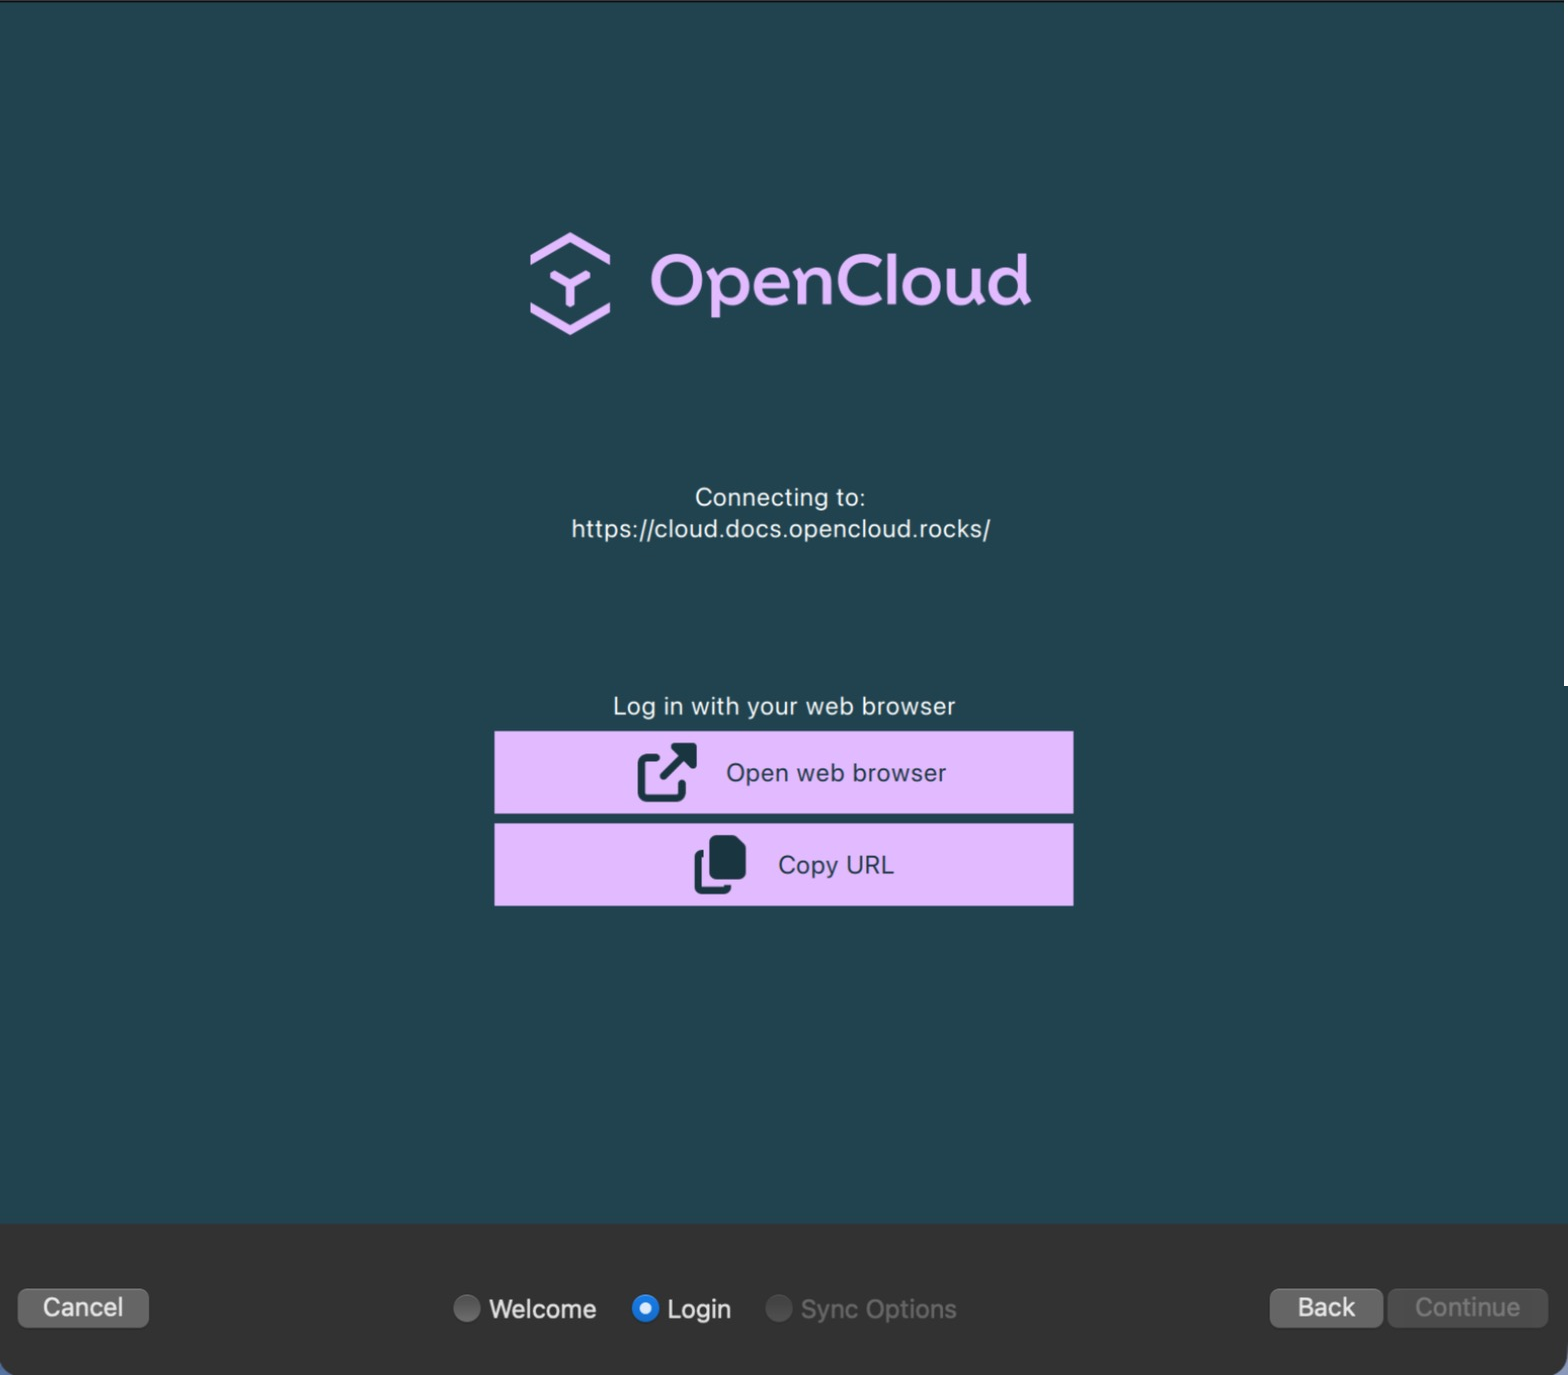 OpenCloud
Connecting to:
https://cloud.docs.opencloud.rocks/
Log in with your web browser
Open web browser
Copy URL
Cancel
Welcome
Login
Sync Options
Back
Continue